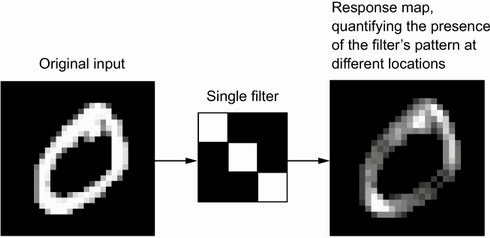 Original input
Single filter
Response map,
quantifying the presence
of the filter's pattern at
different locations